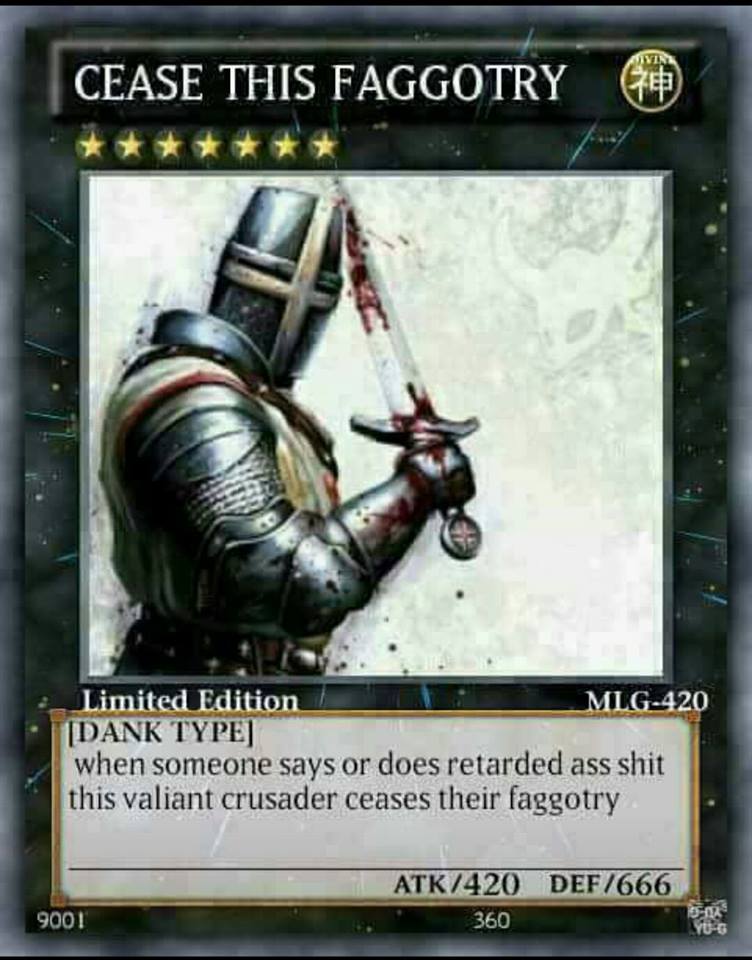 CEASE THIS FAGGOTRY
DIVINE
神
Limited Edition
MLG-420
[DANK TYPE]
when someone says or does retarded ass shit
this valiant crusader ceases their faggotry
ATK/420 DEF/666
9001
360